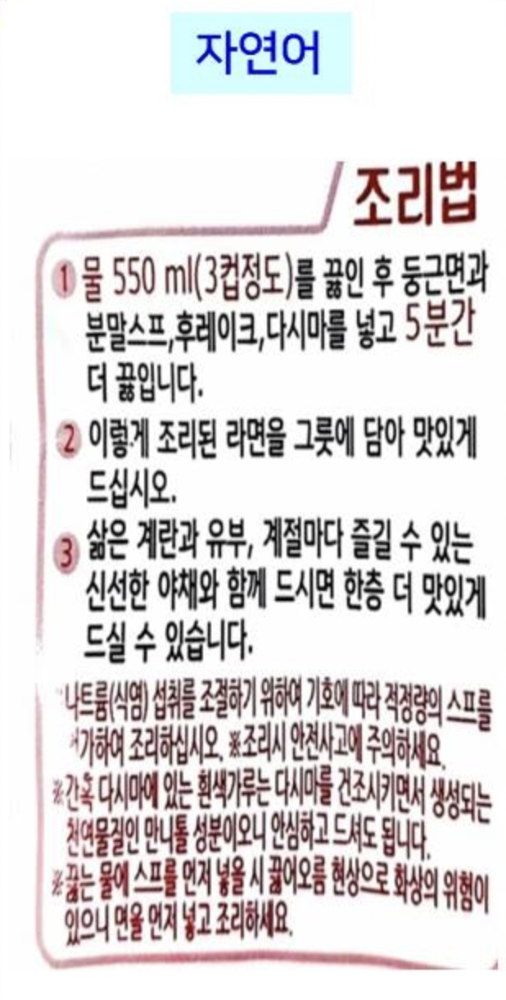 자연어
조리법
1 물 550 ml(3컵정도)를 끓인 후 둥근면과
분말스프,후레이크,다시마를 넣고 5분간
더 끓입니다.
2 이렇게 조리된 라면을 그릇에 담아 맛있게
드십시오.
3 삶은 계란과 유부, 계절마다 즐길 수 있는
신선한 야채와 함께 드시면 한층 더 맛있게
드실 수 있습니다.
나트륨(식염) 섭취를 조절하기 위하여 기호에 따라 적정량의 스프를
가하여 조리하십시오. ※조리시 안전사고에 주의하세요.
※간혹 다시마에 있는 흰색가루는 다시마를 건조시키면서 생성되는
천연물질인 만니톨 성분이오니 안심하고 드셔도 됩니다.
※끓는 물에 스프를 먼저 넣을 시 끓어오름 현상으로 화상의 위험이
있으니 면을 먼저 넣고 조리하세요.